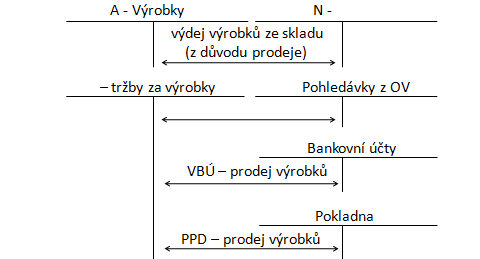 A - Výrobky
N -
výdej výrobků ze skladu
(z důvodu prodeje)
– tržby za výrobky
Pohledávky z OV
Bankovní účty
VBÚ – prodej výrobků
Pokladna
PPD – prodej výrobků